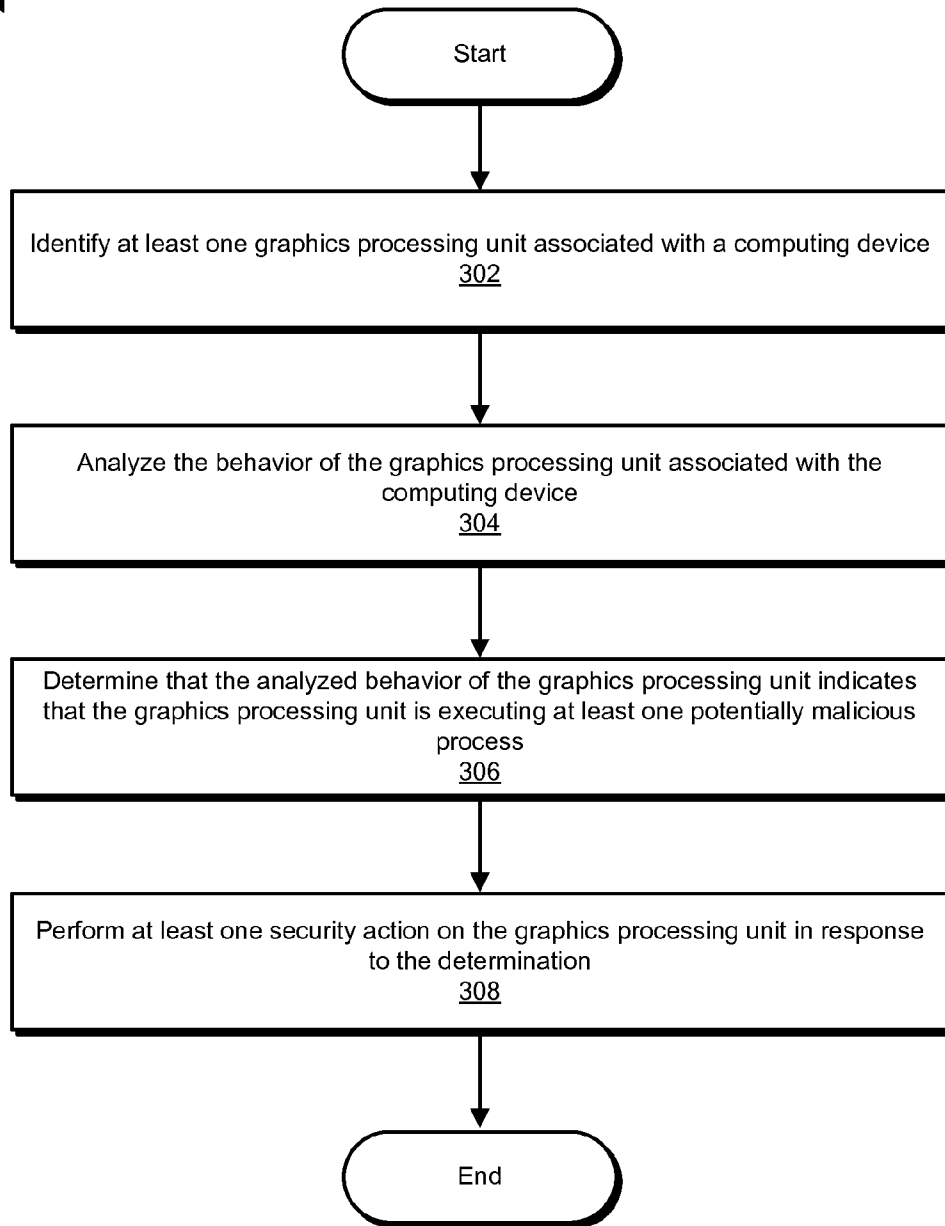 Start
Identify at least one graphics processing unit associated with a computing device
302
Analyze the behavior of the graphics processing unit associated with the
computing device
304
Determine that the analyzed behavior of the graphics processing unit indicates
that the graphics processing unit is executing at least one potentially malicious
process
306
Perform at least one security action on the graphics processing unit in response
to the determination
308
End